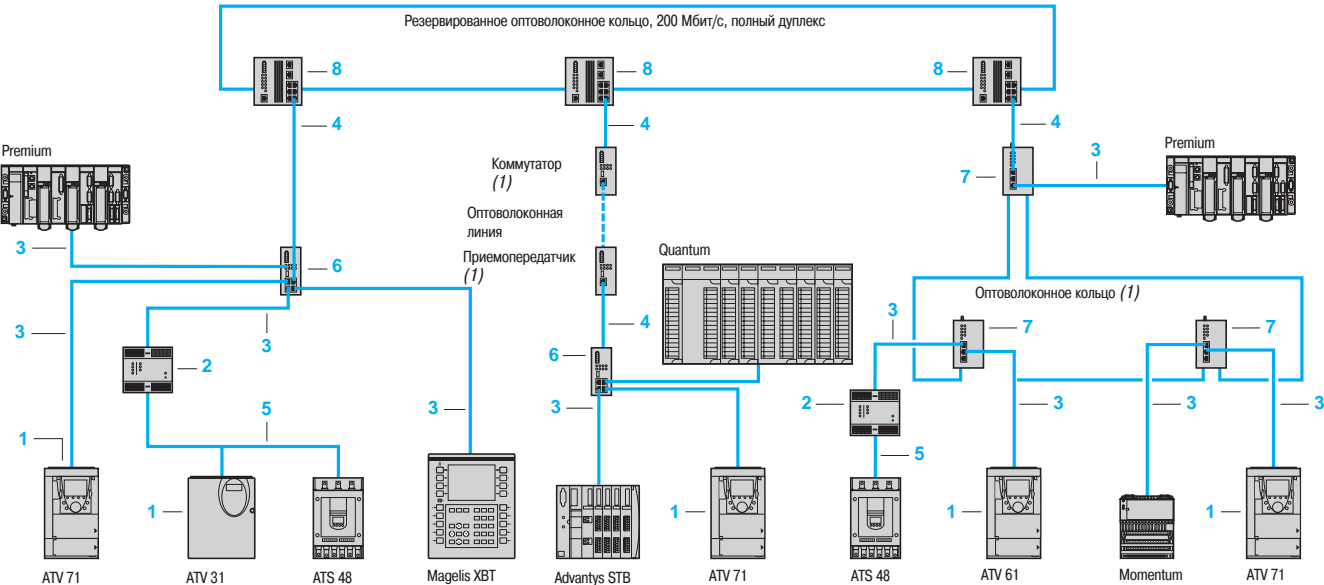 Резервированное оптоволоконное кольцо, 200 Мбит/с, полный дуплекс
8
8
8
4
4
4
Premium
Коммутатор
(1)
7
3
Premium
Оптоволоконная
линия
3
6
Приемопередатчик
(1)
Quantum
Оптоволоконное кольцо (1)
3
3
4
3
7
7
6
2
5
3
3
2
3
3
3
1
5
1
1
1
1
ATV 71
ATV 31
ATS 48
Magelis XBT
Advantys STB
ATV 71
ATS 48
ATV 61
Momentum
ATV 71